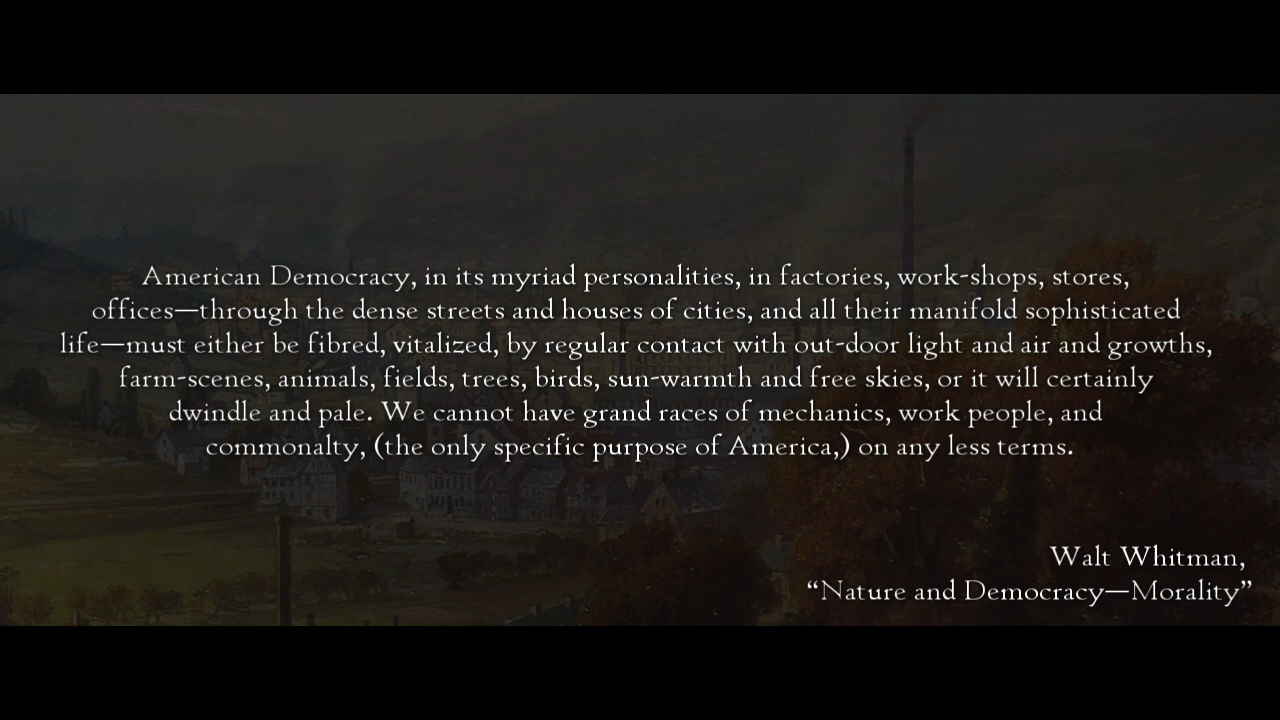 American Democracy, in its myriad personalities, in factories, work-shops, stores,
offices—through the dense streets and houses of cities, and all their manifold sophisticated
life—must either be fibred, vitalized, by regular contact with out-door light and air and growths,
farm-scenes, animals, fields, trees, birds, sun-warmth and free skies, or it will certainly
dwindle and pale. We cannot have grand races of mechanics, work people, and
commonalty, (the only specific purpose of America,) on any less terms.
Walt Whitman,
“Nature and Democracy—Morality”